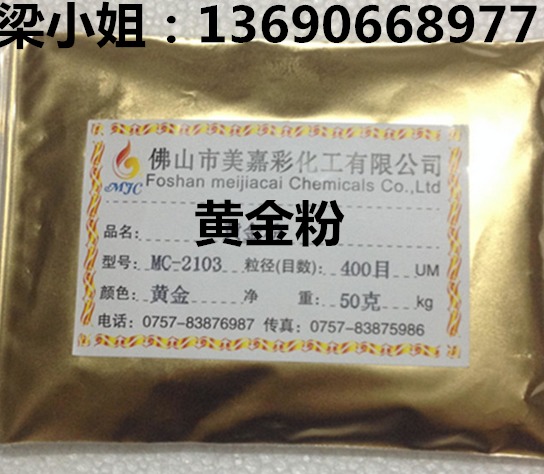 梁小姐：13690668977
MJC
佛山市美嘉彩化工有限公司
Foshan meijiacai Chemicals Co.,Ltd
黄金粉
品名：
型号：MC-2103 粒径(目数)：400目 UM
颜色：黄金 净 重：50克 kg
电话：0757-83876987 传真：0757-83875986